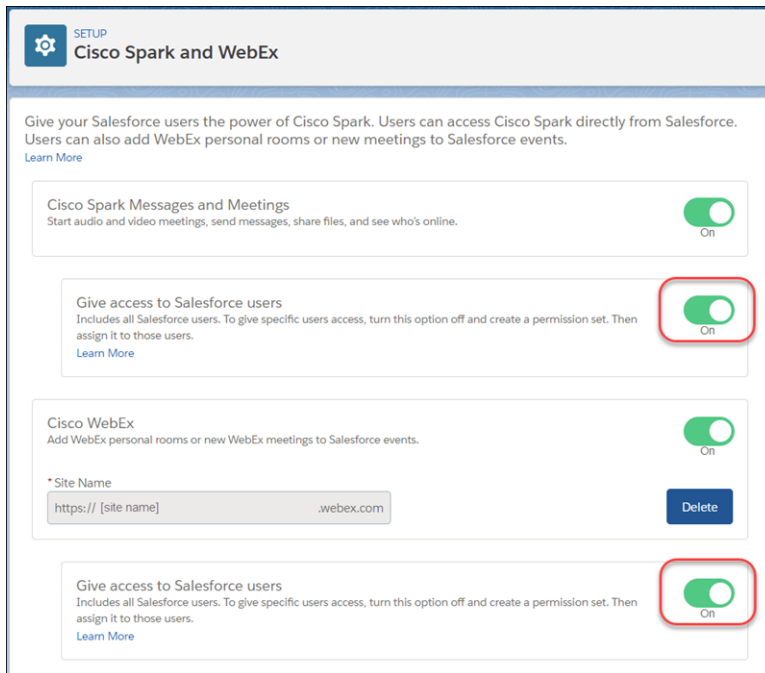 SETUP
Cisco Spark and WebEx
Give your Salesforce users the power of Cisco Spark. Users can access Cisco Spark directly from Salesforce.
Users can also add WebEx personal rooms or new meetings to Salesforce events.
Learn More
Cisco Spark Messages and Meetings
Start audio and video meetings, send messages, share files, and see who's online.
On
Give access to Salesforce users
Includes all Salesforce users. To give specific users access, turn this option off and create a permission set. Then
assign it to those users.
Learn More
On
Cisco WebEx
Add WebEx personal rooms or new WebEx meetings to Salesforce events.
On
* Site Name
https:// [site name] .webex.com
Delete
Give access to Salesforce users
Includes all Salesforce users. To give specific users access, turn this option off and create a permission set. Then
assign it to those users.
Learn More
On